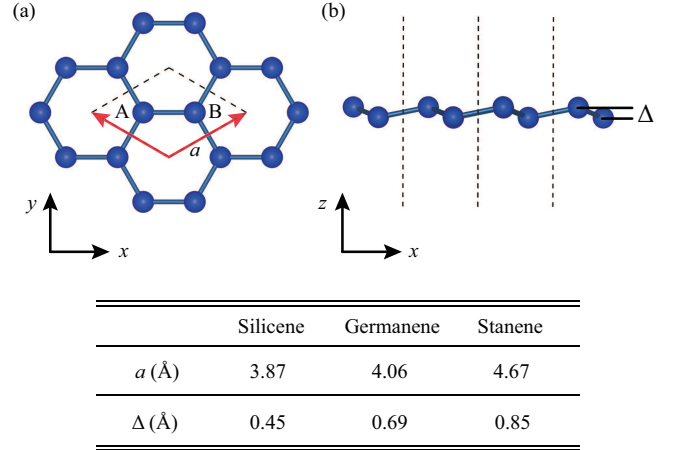 (a)
(b)
A
B
a
Δ
y
x
z
x
Silicene Germanene Stanene
a (Å) 3.87 4.06 4.67
Δ (Å) 0.45 0.69 0.85